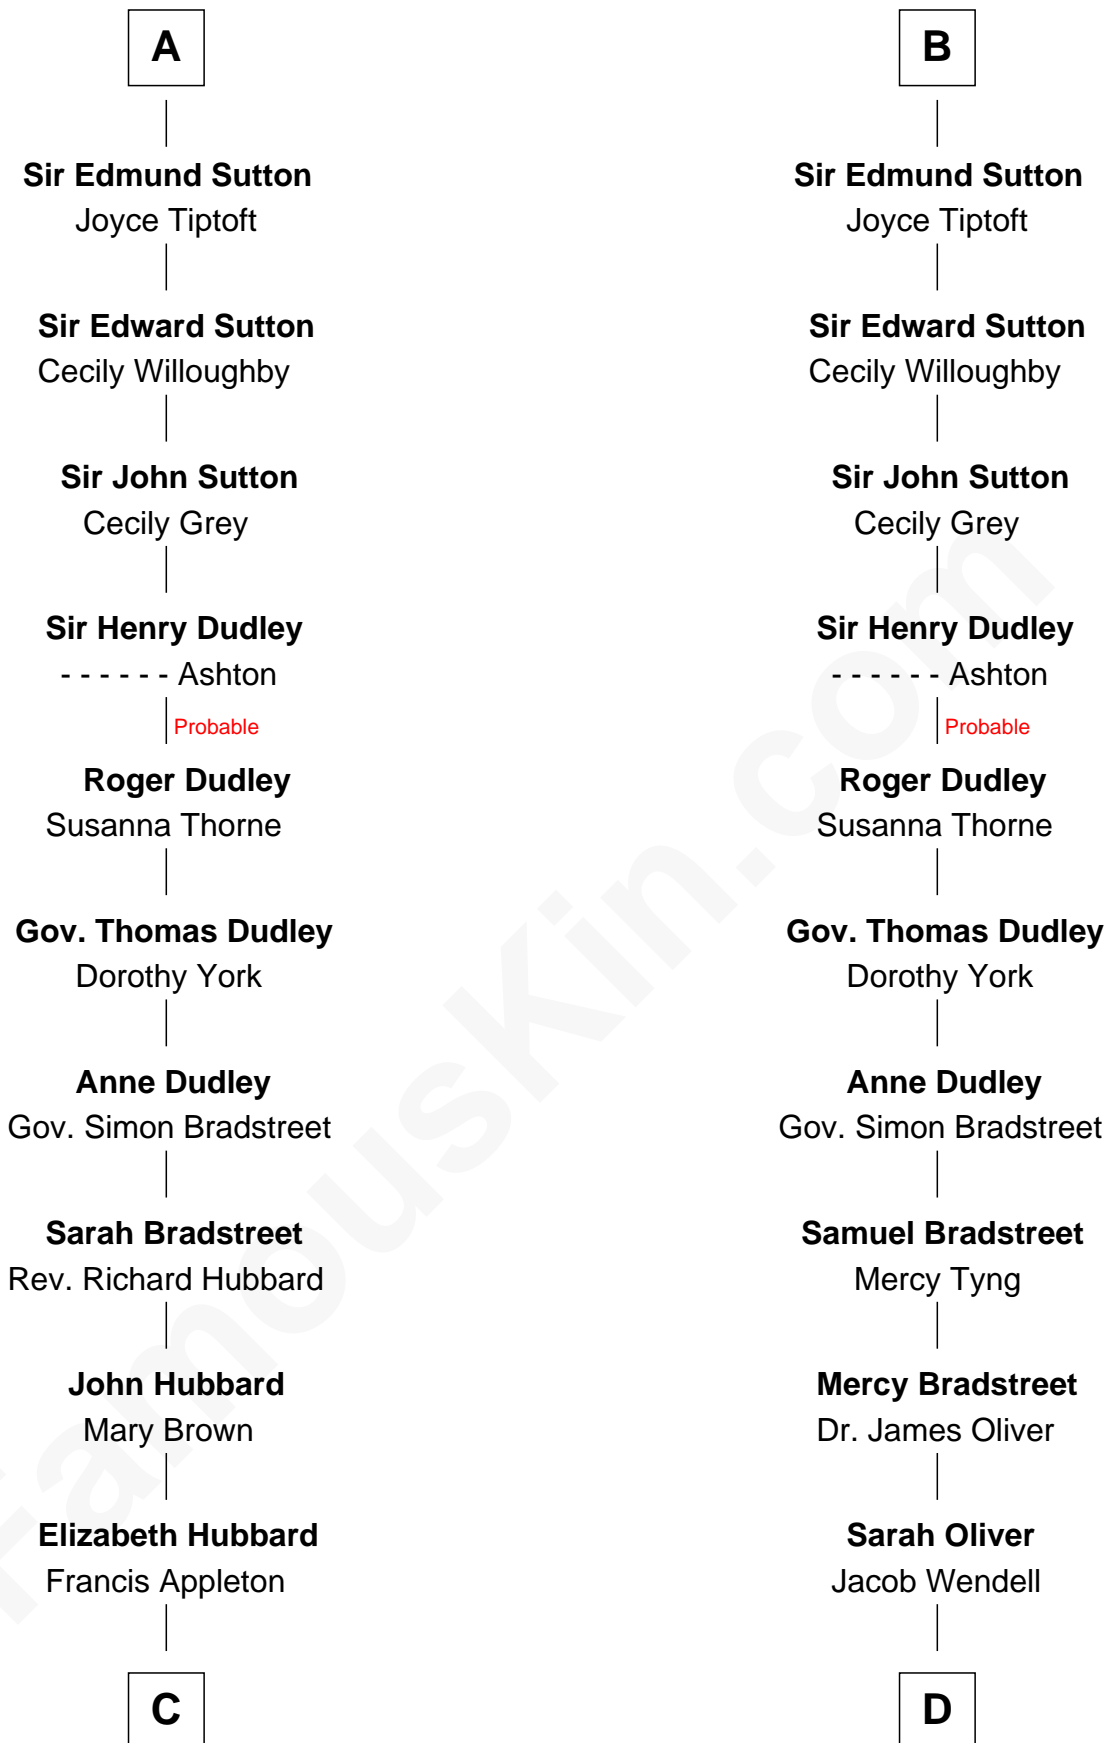 A
Sir Edmund Sutton
Joyce Tiptoft
Sir Edward Sutton
Cecily Willoughby
Sir John Sutton
Cecily Grey
Sir Henry Dudley
- - - - - - Ashton
Probable
Roger Dudley
Susanna Thorne
Gov. Thomas Dudley
Dorothy York
Anne Dudley
Gov. Simon Bradstreet
Sarah Bradstreet
Rev. Richard Hubbard
John Hubbard
Mary Brown
Elizabeth Hubbard
Francis Appleton
C
B
Sir Edmund Sutton
Joyce Tiptoft
Sir Edward Sutton
Cecily Willoughby
Sir John Sutton
Cecily Grey
Sir Henry Dudley
- - - - - - Ashton
Probable
Roger Dudley
Susanna Thorne
Gov. Thomas Dudley
Dorothy York
Anne Dudley
Gov. Simon Bradstreet
Samuel Bradstreet
Mercy Tyng
Mercy Bradstreet
Dr. James Oliver
Sarah Oliver
Jacob Wendell
D
FamousKin.com